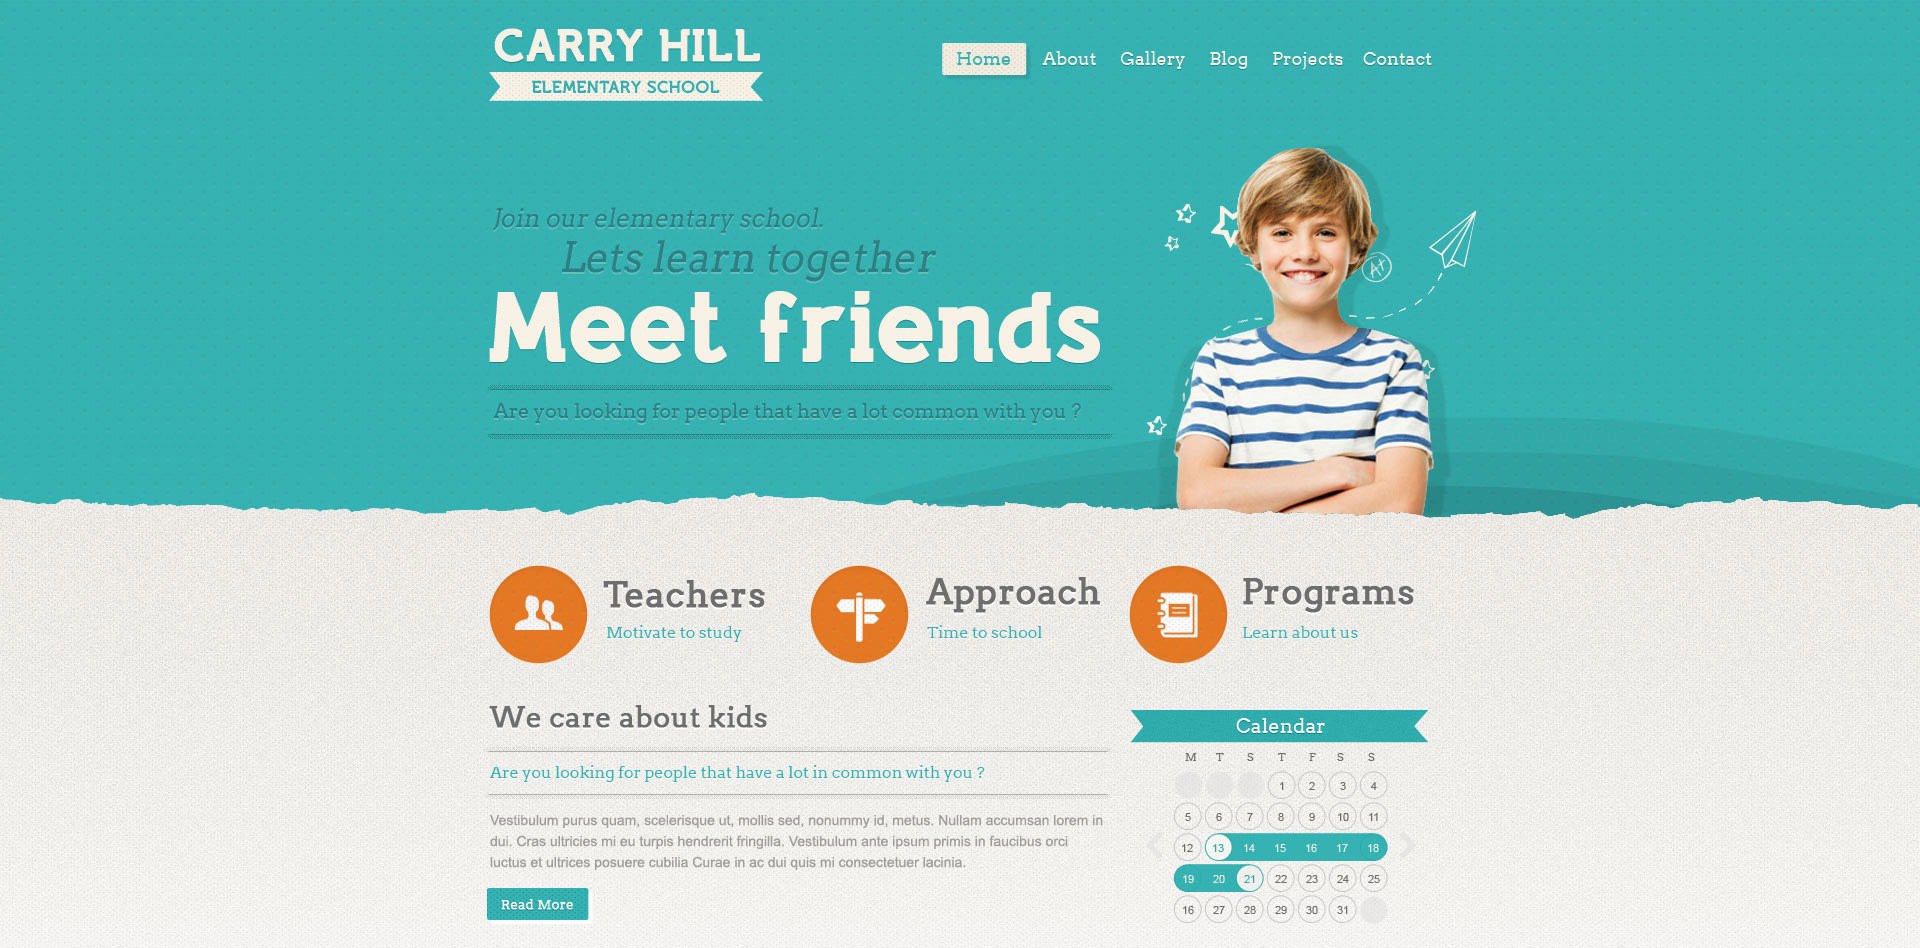 CARRY HILL
ELEMENTARY SCHOOL
Home About Gallery Blog Projects Contact
Join our elementary school.
Lets learn together
Meet friends
Are you looking for people that have a lot common with you ?
A+
Teachers
Motivate to study
Approach
Time to school
Programs
Learn about us
We care about kids
Are you looking for people that have a lot in common with you ?
Vestibulum purus quam, scelerisque ut, mollis sed, nonummy id, metus. Nullam accumsan lorem in
dui. Cras ultricies mi eu turpis hendrerit fringilla. Vestibulum ante ipsum primis in faucibus orci
luctus et ultrices posuere cubilia Curae in ac dui quis mi consectetuer lacinia.
Read More
Calendar
M T S T F S S
1 2 3 4
5 6 7 8 9 10 11
12 13 14 15 16 17 18
19 20 21 22 23 24 25
16 27 28 29 30 31